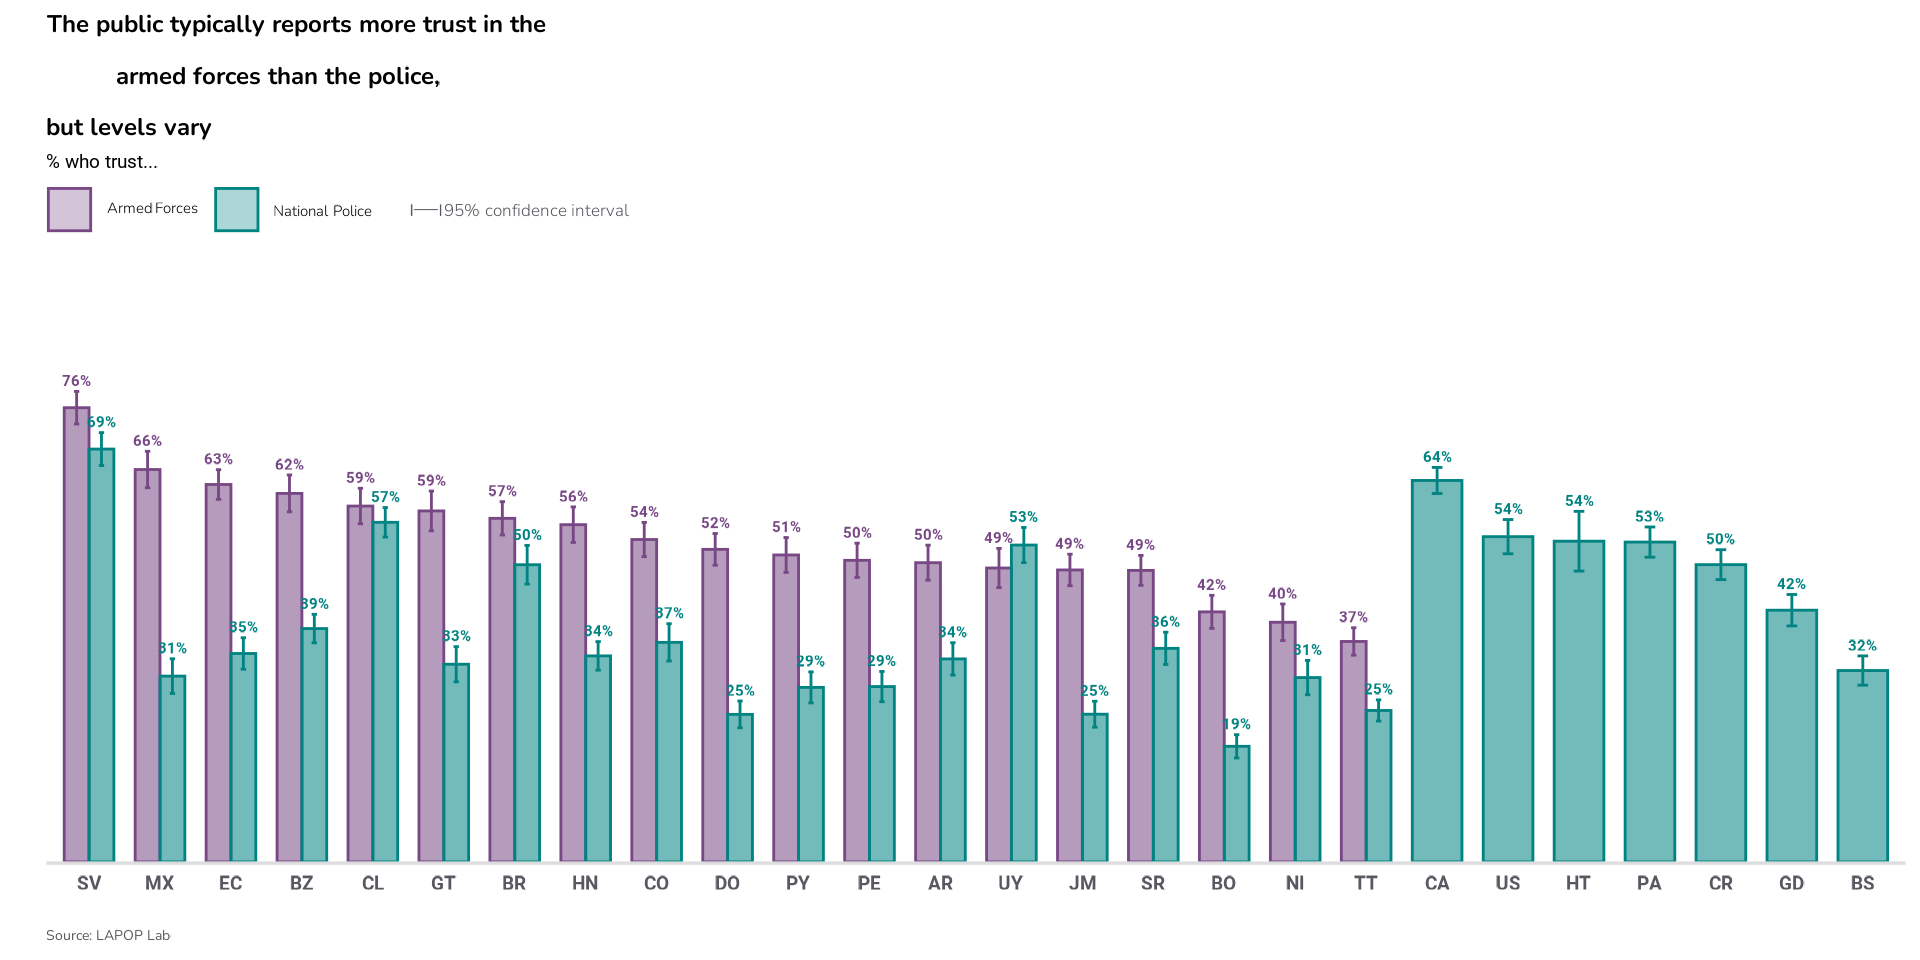 The public typically reports more trust in the
armed forces than the police,
but levels vary
% who trust...
Armed Forces National Police 95% confidence interval
76% 69% 66% 31% 63% 35% 62% 39% 59% 57% 59% 33% 57% 50% 56% 34% 54% 37% 52% 25% 51% 29% 50% 29% 50% 34% 49% 53% 49% 25% 49% 36% 42% 19% 40% 31% 37% 25% 64% 54% 54% 53% 50% 42% 32%
SV MX EC BZ CL GT BR HN CO DO PY PE AR UY JM SR BO NI TT CA US HT PA CR GD BS
Source: LAPOP Lab